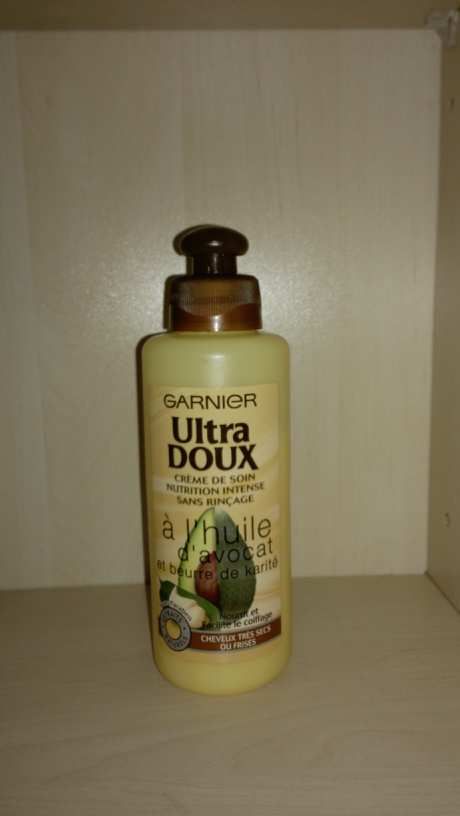 GARNIER
Ultra
DOUX
CRÈME DE SOIN
NUTRITION INTENSE
SANS RINÇAGE
à l'huile
d'avocat
et beurre de karité
Nourrit et
Facilite le coiffage
CHEVEUX TRÈS SECS
OU FRISÉS